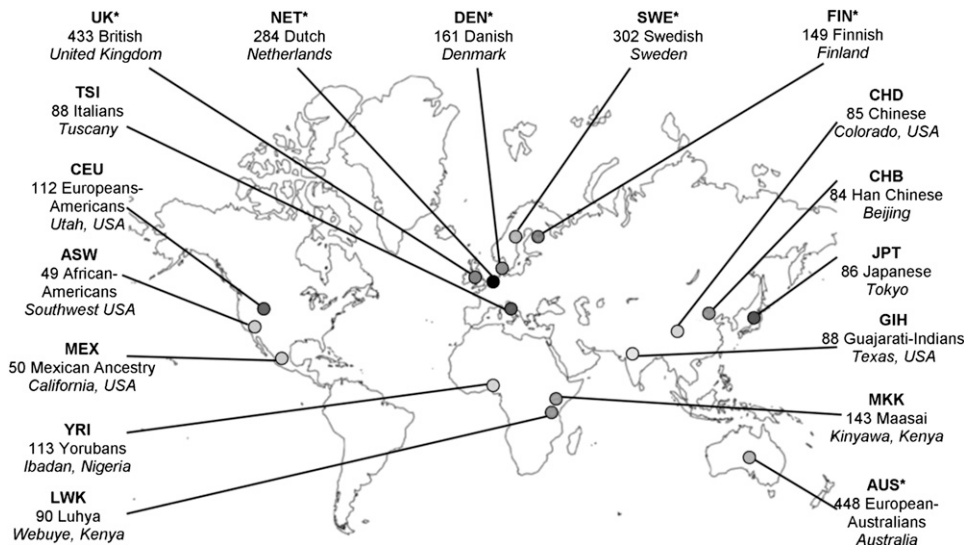 UK*
433 British
United Kingdom
NET*
284 Dutch
Netherlands
DEN*
161 Danish
Denmark
SWE*
302 Swedish
Sweden
FIN*
149 Finnish
Finland
TSI
88 Italians
Tuscany
CEU
112 Europeans-
Americans
Utah, USA
ASW
49 African-
Americans
Southwest USA
MEX
50 Mexican Ancestry
California, USA
YRI
113 Yorubans
Ibadan, Nigeria
LWK
90 Luhya
Webuye, Kenya
CHD
85 Chinese
Colorado, USA
CHB
84 Han Chinese
Beijing
JPT
86 Japanese
Tokyo
GIH
88 Guajarati-Indians
Texas, USA
MKK
143 Maasai
Kinyawa, Kenya
AUS*
448 European-
Australians
Australia